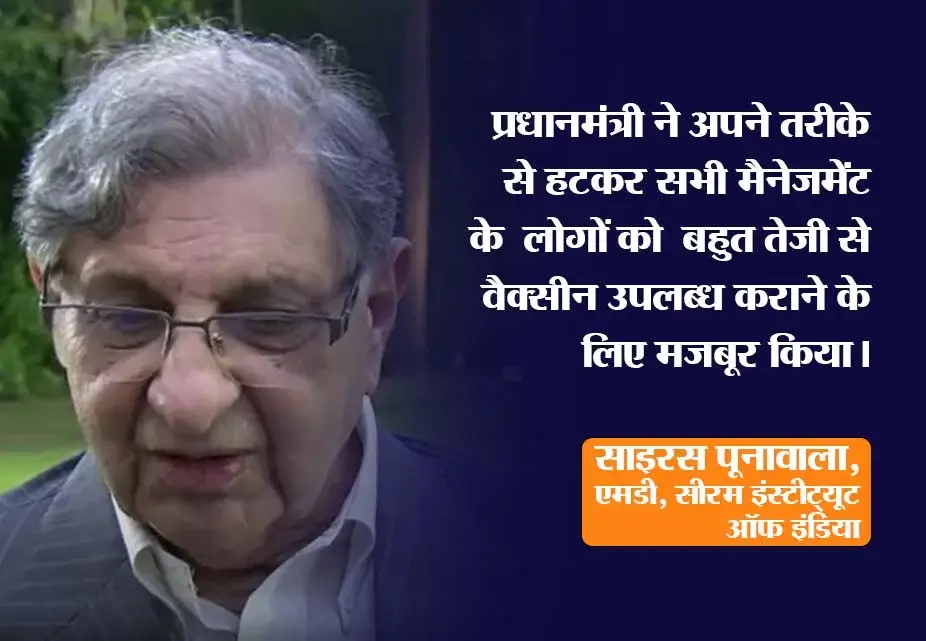 प्रधानमंत्री ने अपने तरीके
से हटकर सभी मैनेजमेंट
के लोगों को बहुत तेजी से
वैक्सीन उपलब्ध कराने के
लिए मजबूर किया।
साइरस पूनावाला,
एमडी, सीरम इंस्टीट्यूट
ऑफ इंडिया